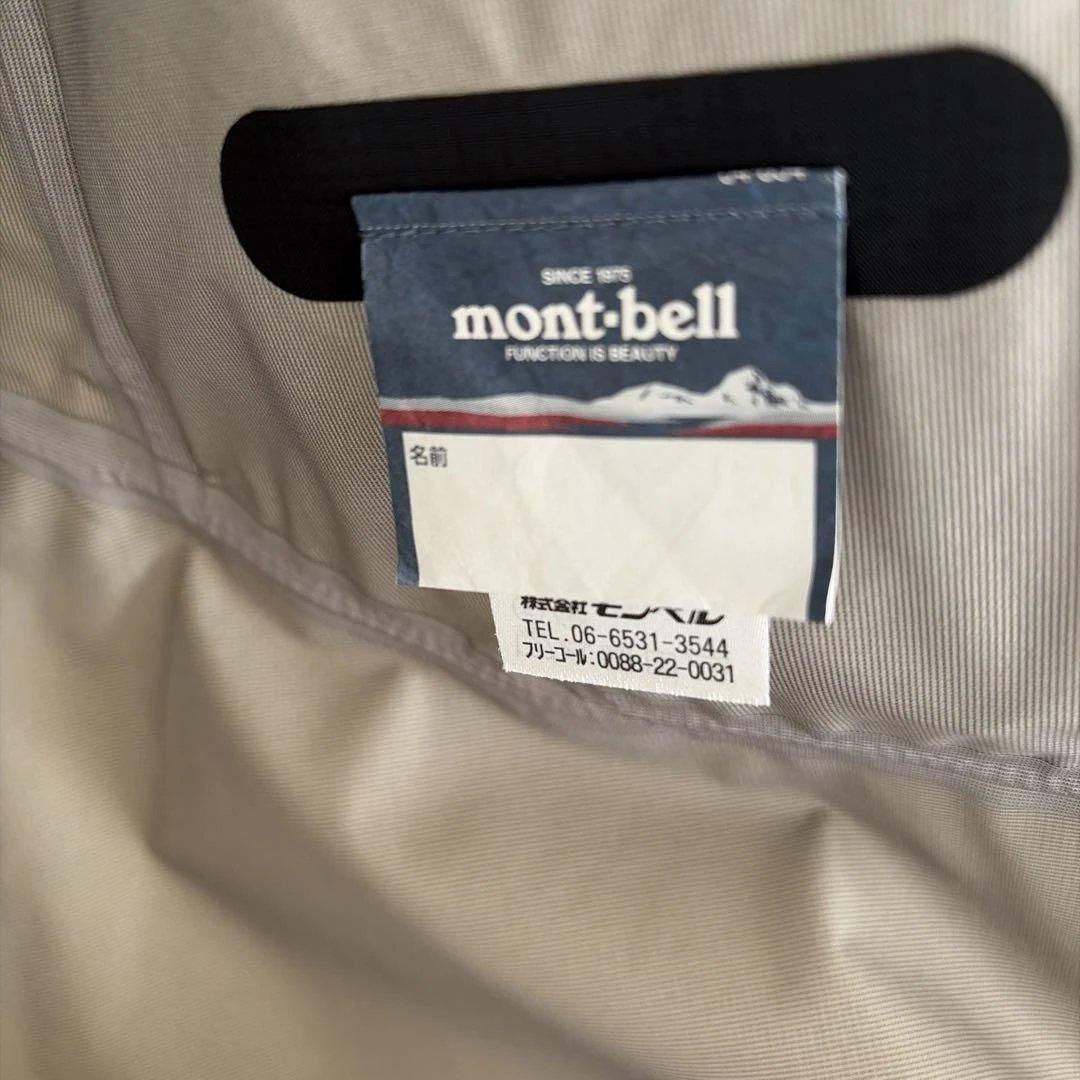 SINCE 1975
mont·bell
FUNCTION IS BEAUTY
名前
株式会社モンベル
TEL.06-6531-3544
フリーコール:0088-22-0031